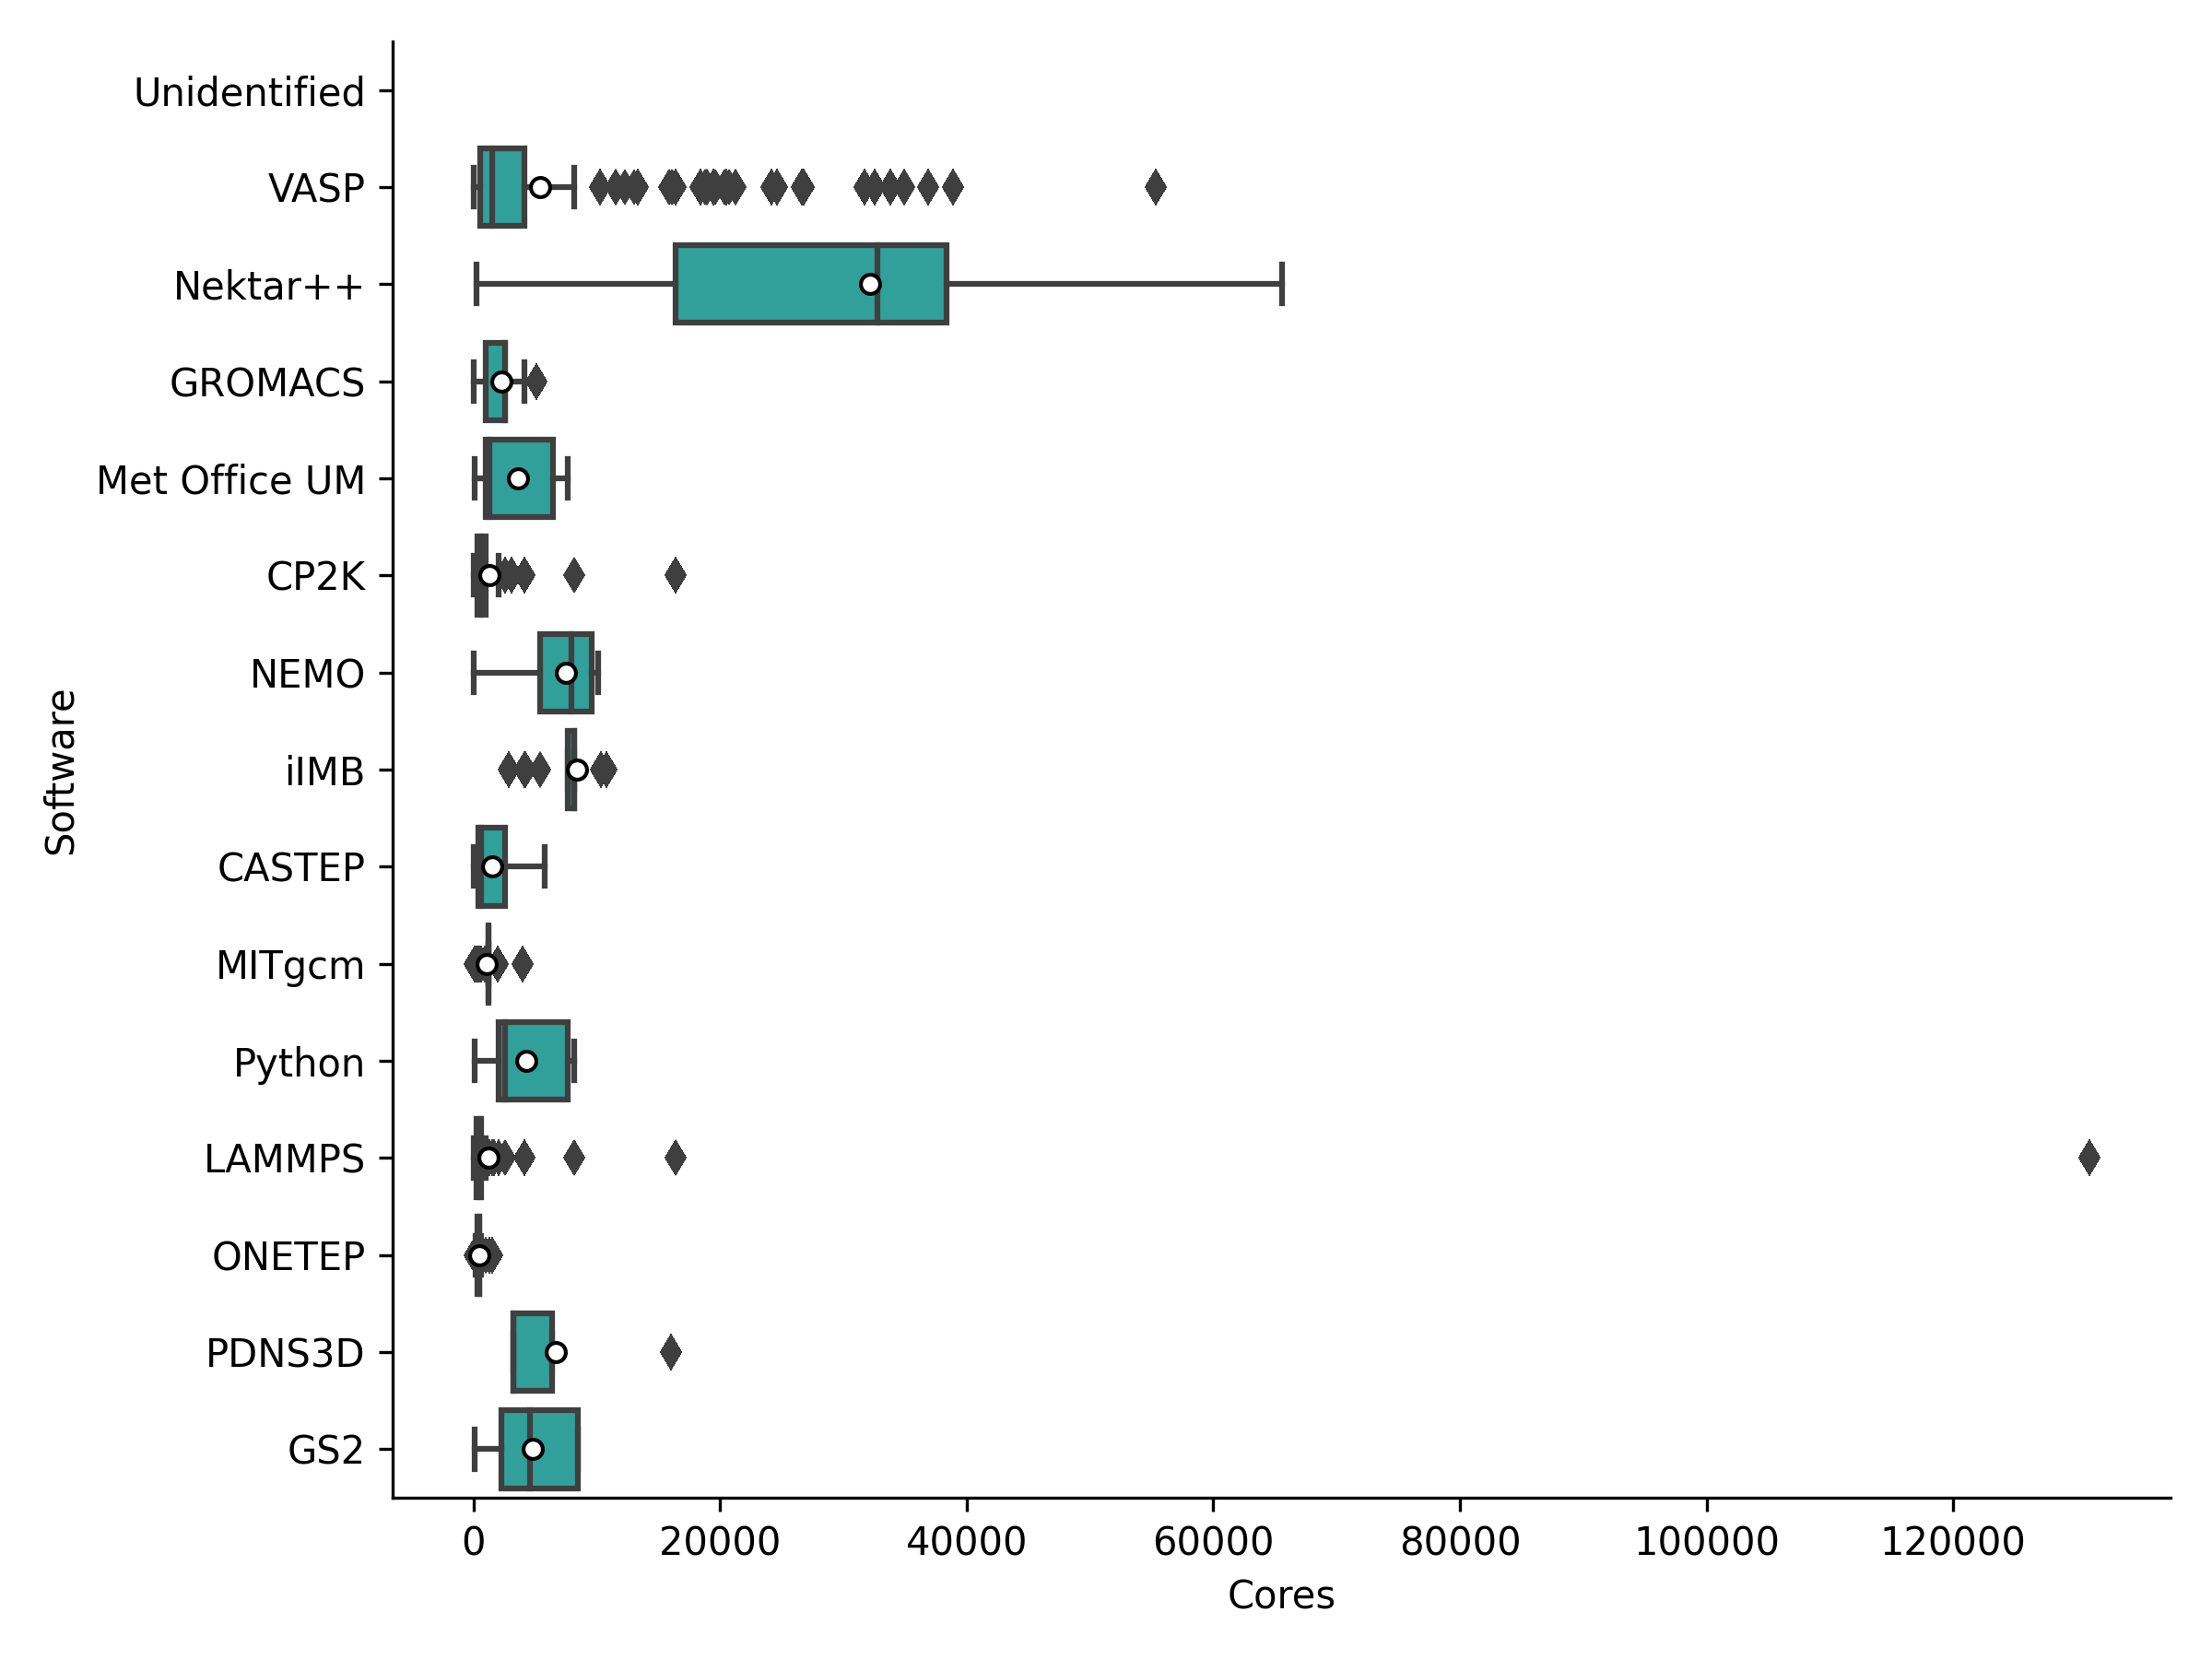 Unidentified
VASP
Nektar++
GROMACS
Met Office UM
CP2K
NEMO
iIMB
CASTEP
MITgcm
Python
LAMMPS
ONETEP
PDNS3D
GS2
Software
0 20000 40000 60000 80000 100000 120000
Cores